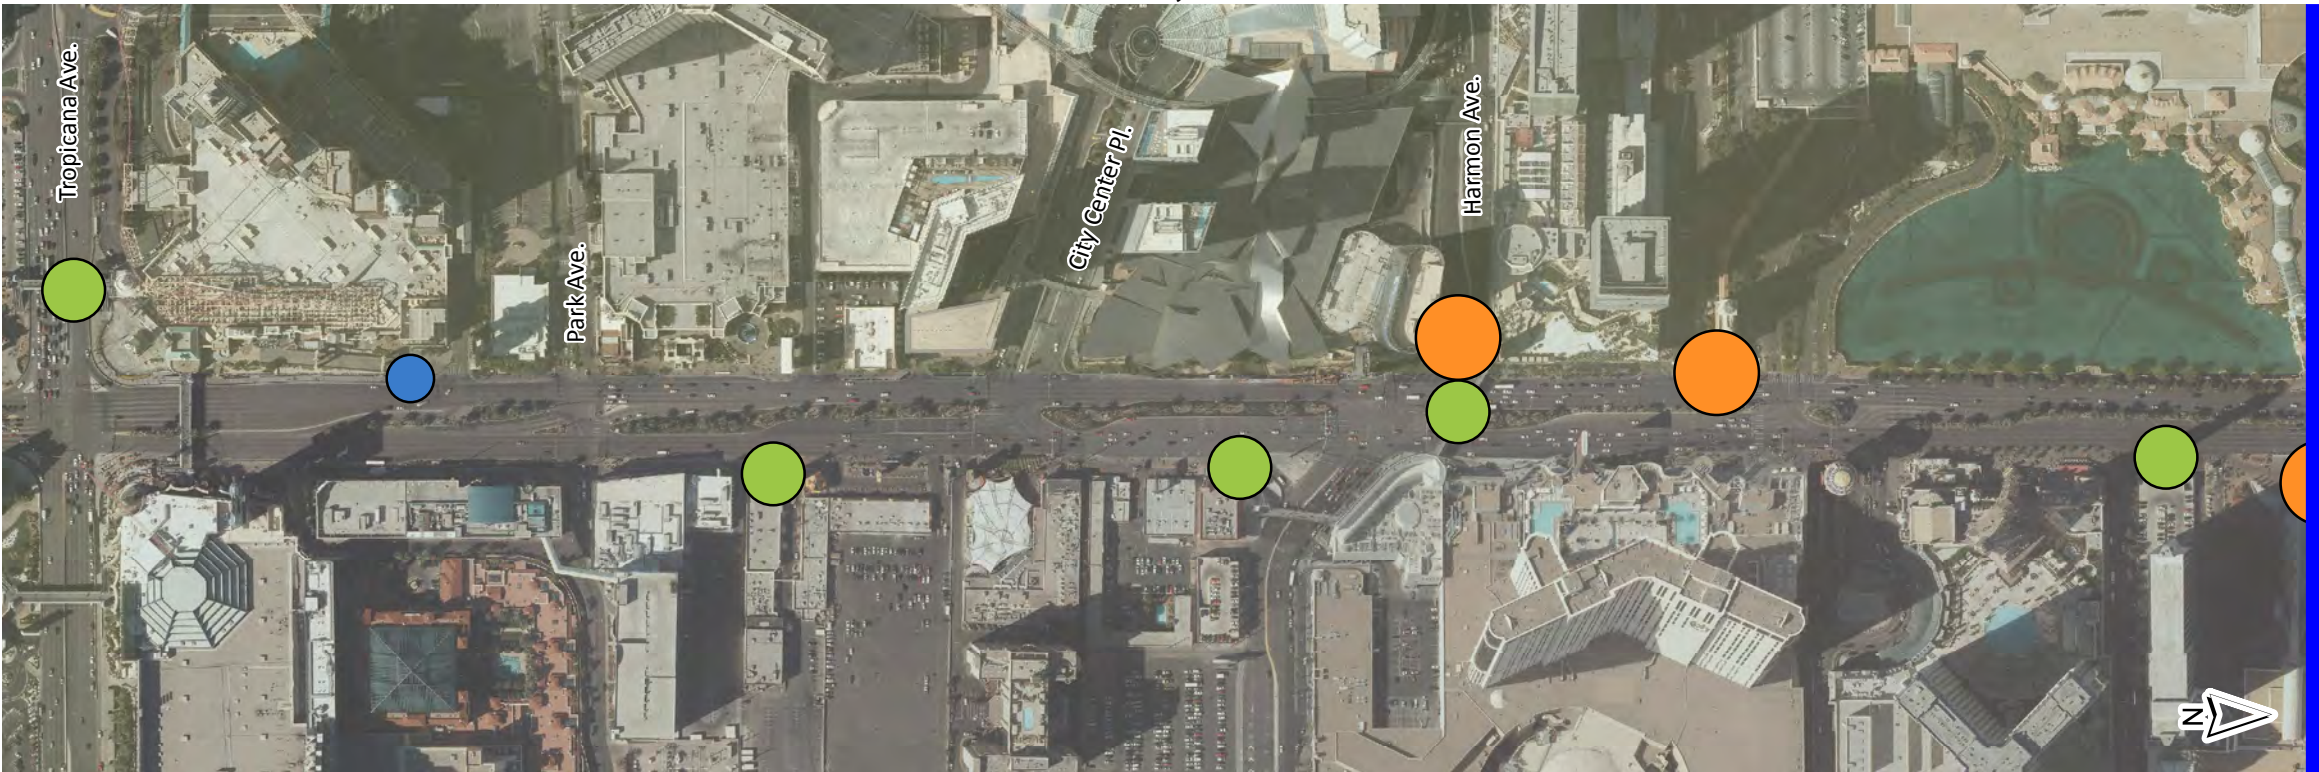 Tropicana Ave.
Park Ave.
City Center Pl.
Harmon Ave.
N